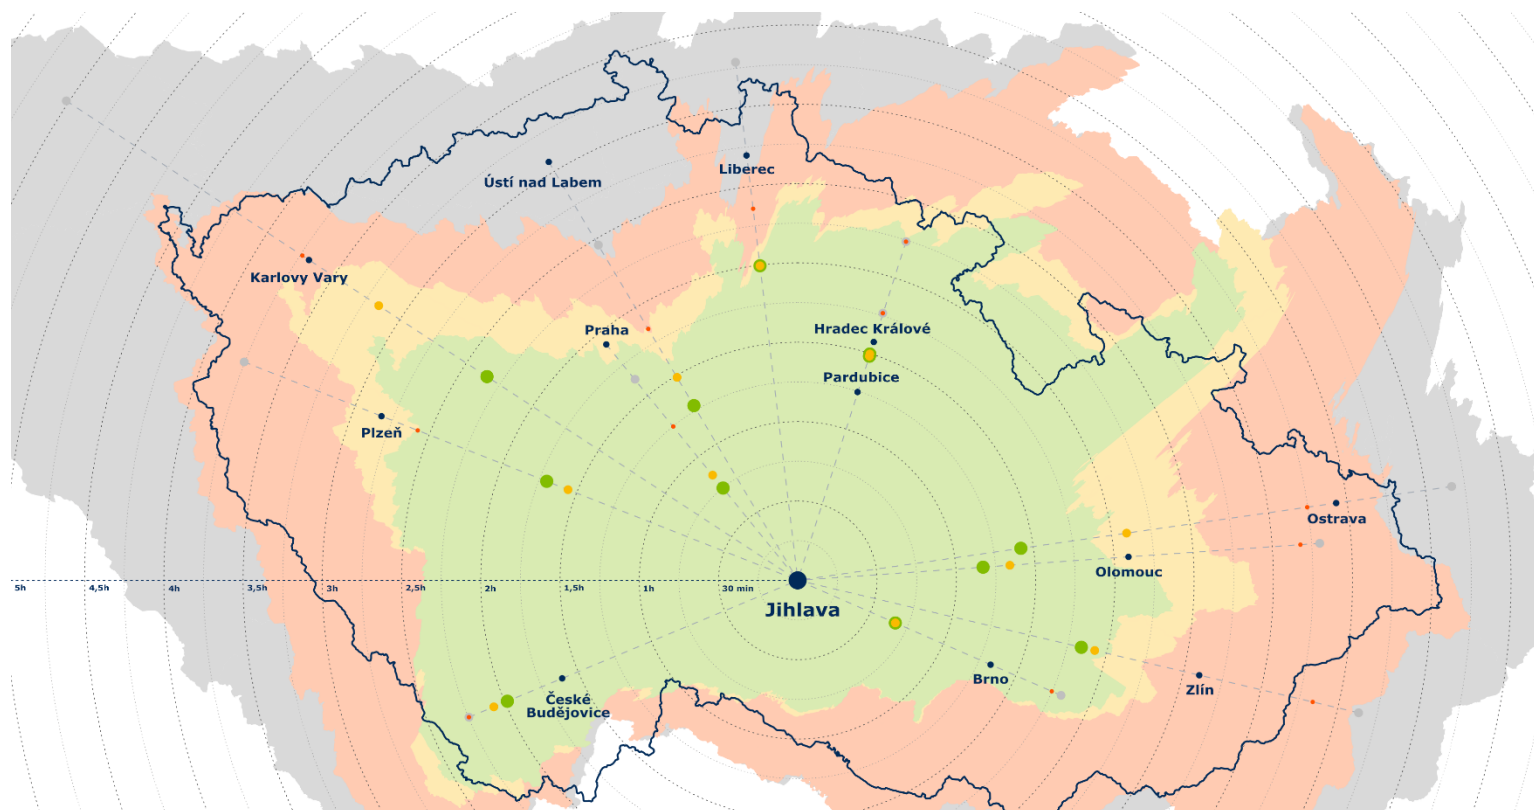 Liberec
Ústí nad Labem
Karlovy Vary
Praha
Hradec Králové
Pardubice
Plzeň
Ostrava
Olomouc
5h
4,5h
4h
3,5h
3h
2,5h
2h
1,5h
1h
30 min
Jihlava
Brno
Zlín
České
Budějovice